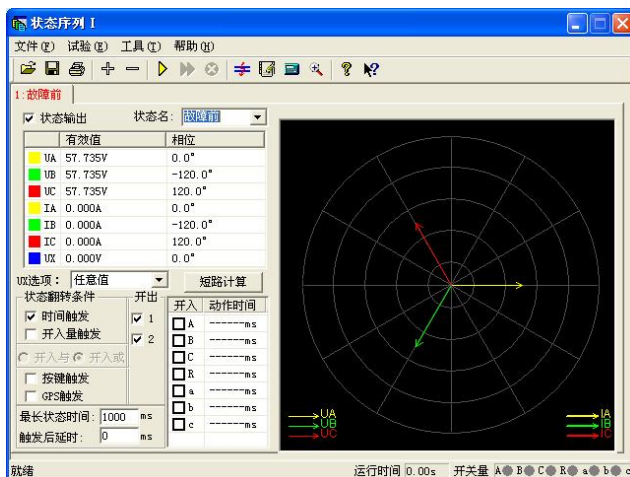 状态序列 I
文件(F) 试验(E) 工具(T) 帮助(H)
1:故障前
状态输出 状态名: 故障前
有效值 相位
UA 57.735V 0.0°
UB 57.735V -120.0°
UC 57.735V 120.0°
IA 0.000A 0.0°
IB 0.000A -120.0°
IC 0.000A 120.0°
UX 0.000V 0.0°
UX选项: 任意值 短路计算
状态翻转条件 开出 开入 动作时间
时间触发 1 A ------ms
开入量触发 2 B ------ms
开入与 开入或 C ------ms
按键触发 R ------ms
GPS触发 a ------ms
最长状态时间: 1000 ms b ------ms
触发后延时: 0 ms c ------ms
UA IA
UB IB
UC IC
就绪 运行时间 0.00s 开关量 A B C R a b c